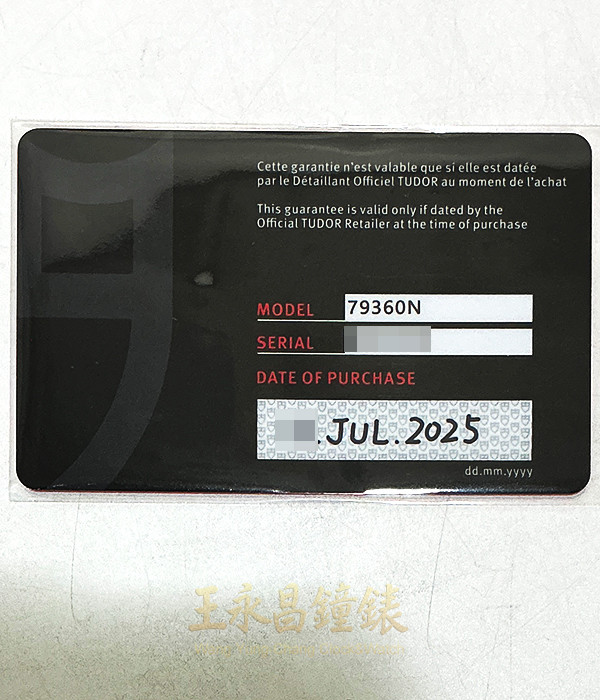 Cette garantie n'est valable que si elle est datée
par le Détaillant Officiel TUDOR au moment de l'achat
This guarantee is valid only if dated by the
Official TUDOR Retailer at the time of purchase
MODEL 79360N
SERIAL
DATE OF PURCHASE
.JUL.2025
dd.mm.yyyy
王永昌鐘錶